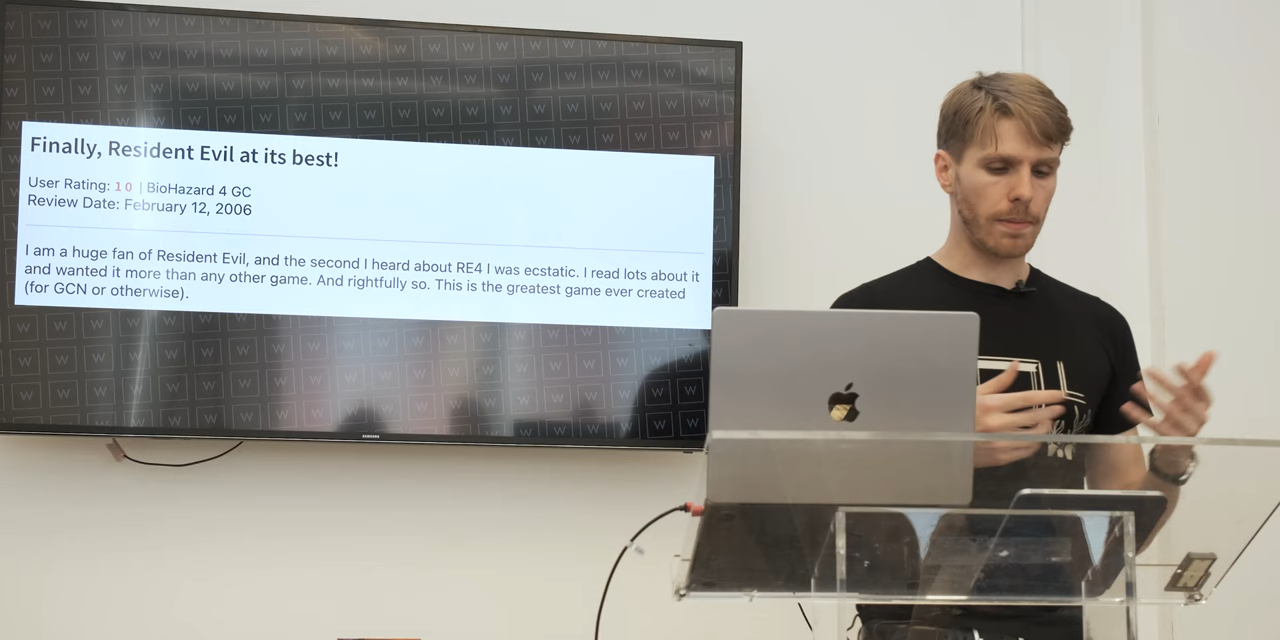 Finally, Resident Evil at its best!
User Rating: 10 | BioHazard 4 GC
Review Date: February 12, 2006
I am a huge fan of Resident Evil, and the second I heard about RE4 I was ecstatic. I read lots about it
and wanted it more than any other game. And rightfully so. This is the greatest game ever created
(for GCN or otherwise).
SAMSUNG